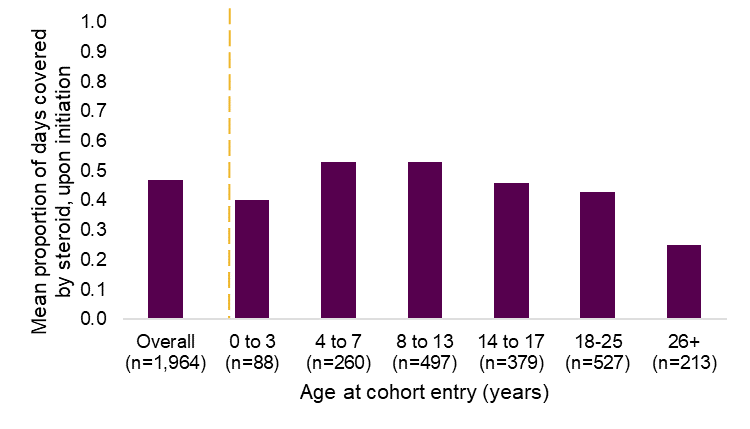 Mean proportion of days covered
by steroid, upon initiation
1.0
0.9
0.8
0.7
0.6
0.5
0.4
0.3
0.2
0.1
0.0
Overall 0 to 3 4 to 7 8 to 13 14 to 17 18-25 26+
(n=1,964) (n=88) (n=260) (n=497) (n=379) (n=527) (n=213)
Age at cohort entry (years)